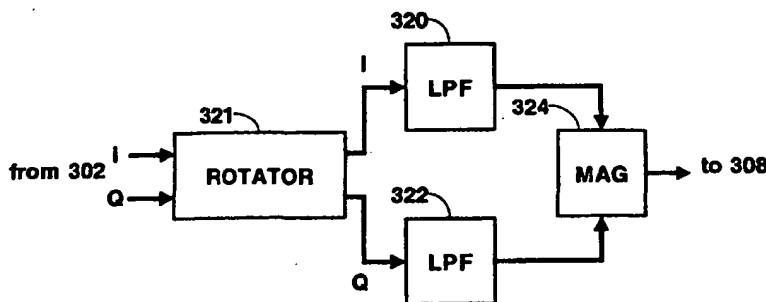 320
I
LPF
321
324
from 302 i
Q
ROTATOR
MAG
to 308
322
LPF
Q